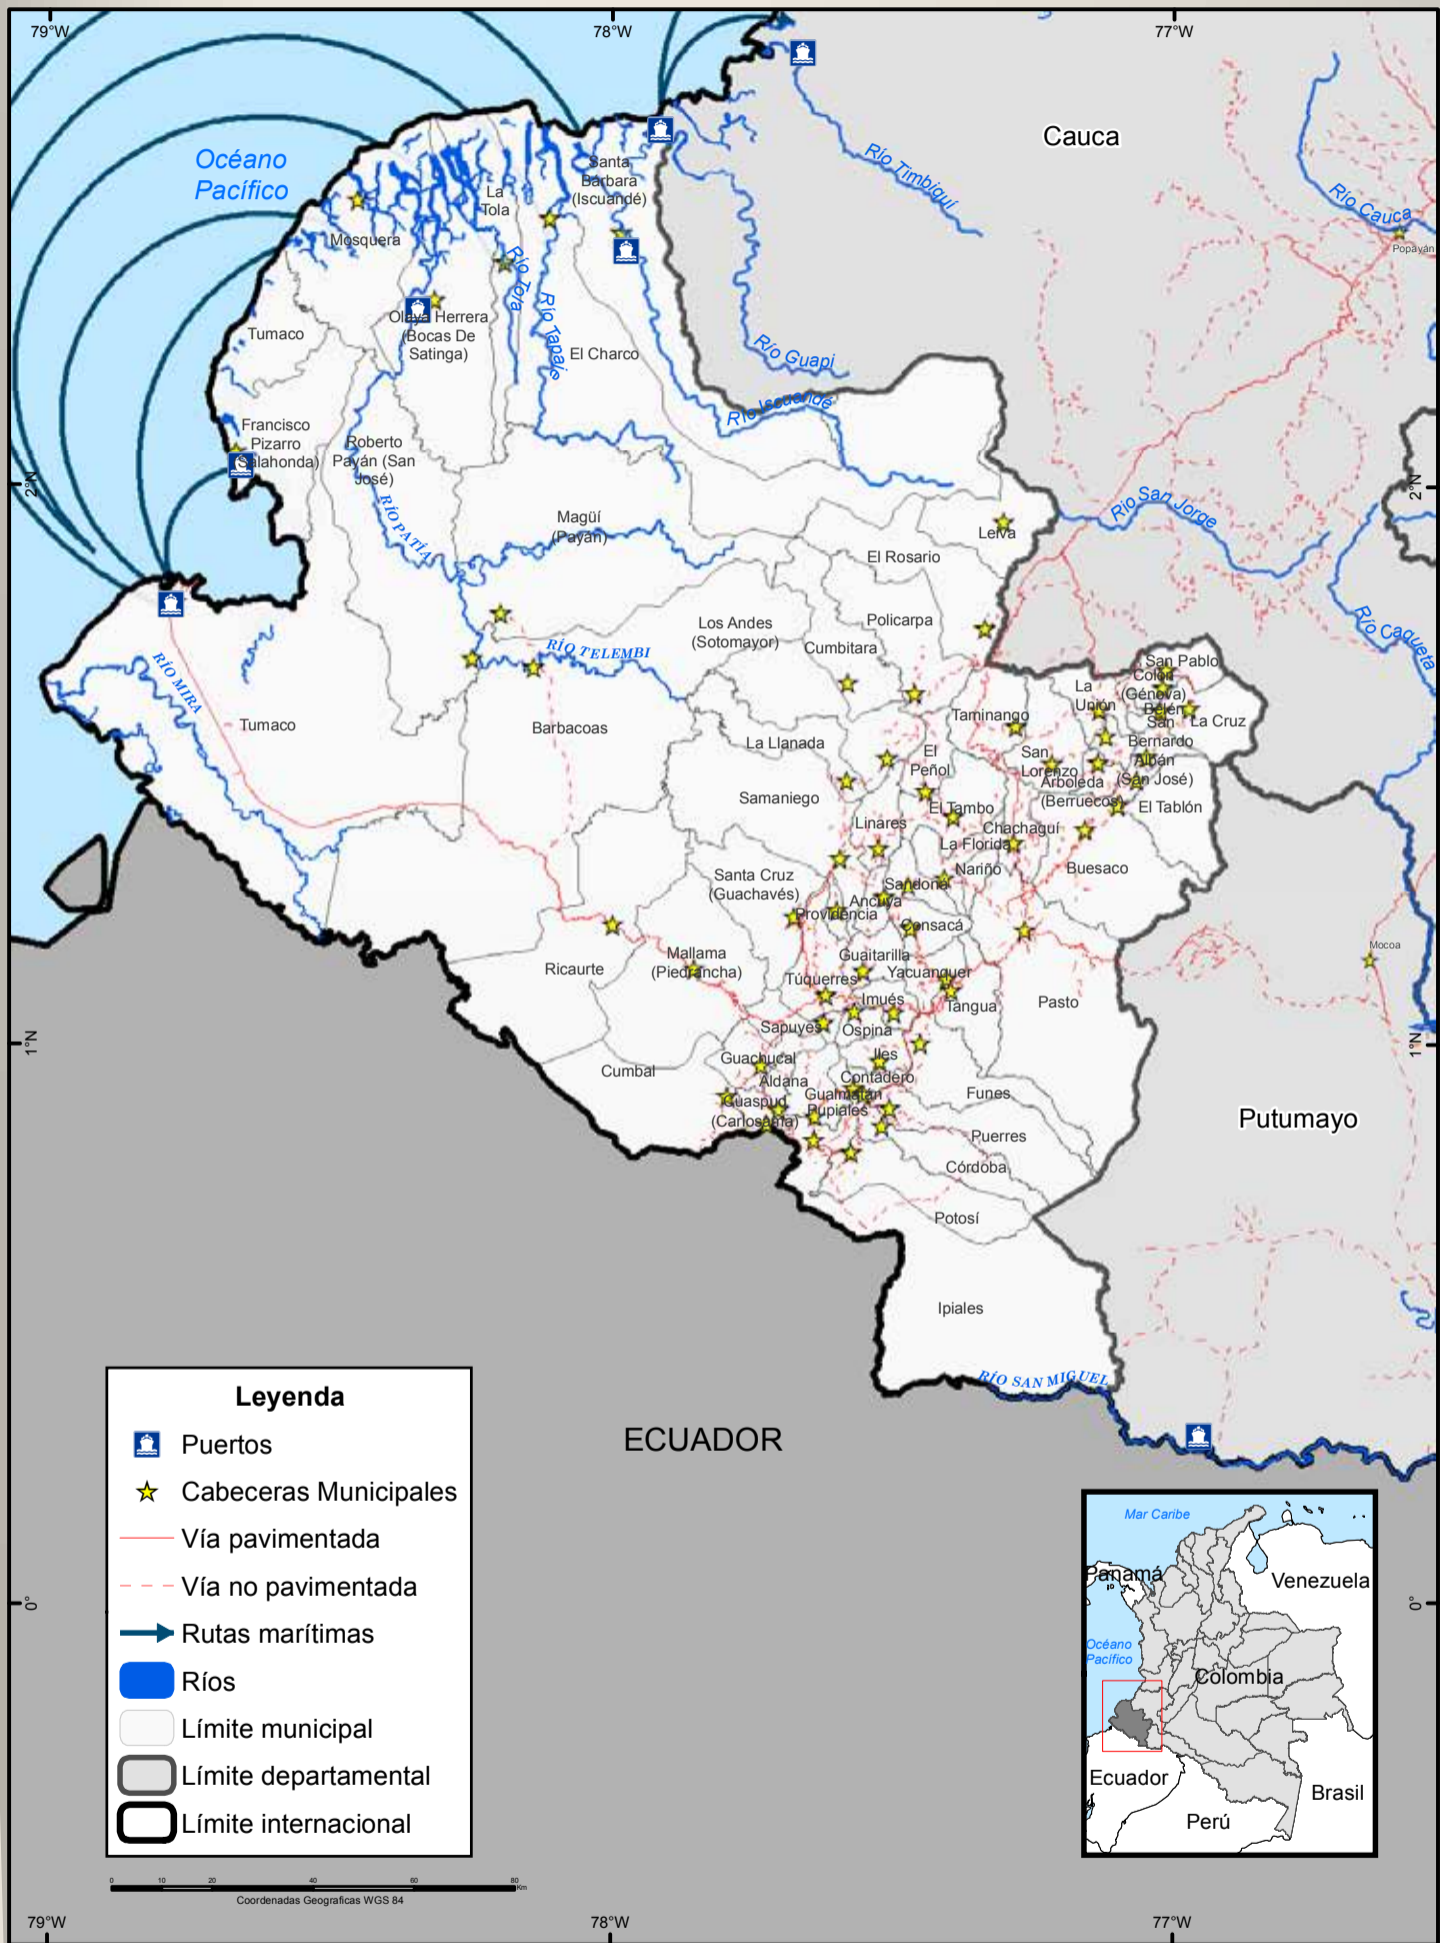 79°W
78°W
77°W
Cauca
Océano
Pacífico
Río Timbiquí
Río Cauca
Popayán
Santa
Bárbara
(Iscuandé)
La
Tola
Mosquera
Río Tola
Río Tapaje
Olaya Herrera
(Bocas De
Satinga)
Tumaco
El Charco
Río Guapi
Río Iscuandé
Francisco
Pizarro
(Salahonda)
Roberto
Payán (San
José)
2°N
2°N
RÍO PATÍA
Magüí
(Payán)
Río San Jorge
Leiva
El Rosario
Río Caqueta
Policarpa
Los Andes
(Sotomayor)
Cumbitara
RÍO TELEMBI
RÍO MIRA
San Pablo
Colón
(Génova)
La
Unión
Belén
San
Bernardo
La Cruz
Taminango
Tumaco
Barbacoas
La Llanada
El
Peñol
San
Lorenzo
Albán
(San José)
Arboleda
(Berruecos)
Samaniego
El Tambo
El Tablón
Linares
Chachaguí
La Florida
Buesaco
Nariño
Santa Cruz
(Guachavés)
Sandoná
Ancuya
Providencia
Consacá
Mallama
(Piedrancha)
Ricaurte
Guaitarilla
Yacuanquer
Túquerres
Imués
Tangua
Pasto
Mocoa
Sapuyes
Ospina
1°N
1°N
Guachucal
Iles
Cumbal
Aldana
Contadero
Gualmatán
Funes
Guaspud
(Carlosama)
Pupiales
Putumayo
Puerres
Córdoba
Potosí
Ipiales
RÍO SAN MIGUEL
ECUADOR
Leyenda
Puertos
Cabeceras Municipales
Vía pavimentada
Vía no pavimentada
Rutas marítimas
Ríos
Límite municipal
Límite departamental
Límite internacional
0 10 20 40 60 80
Km
Coordenadas Geograficas WGS 84
Mar Caribe
Panamá
Venezuela
Océano
Pacífico
Colombia
Ecuador
Brasil
Perú
0°
0°
79°W
78°W
77°W